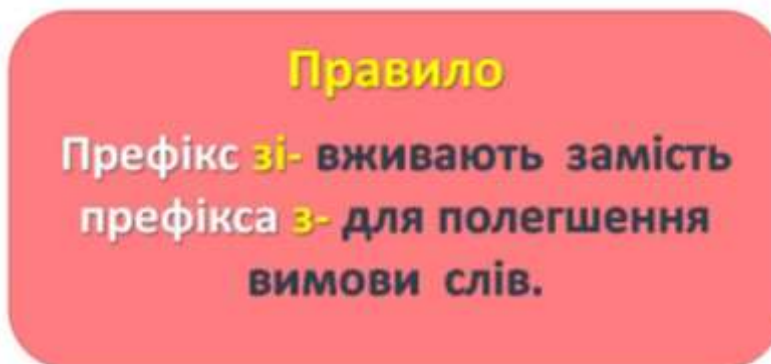 Правило
Префікс зі- вживають замість
префікса з- для полегшення
вимови слів.